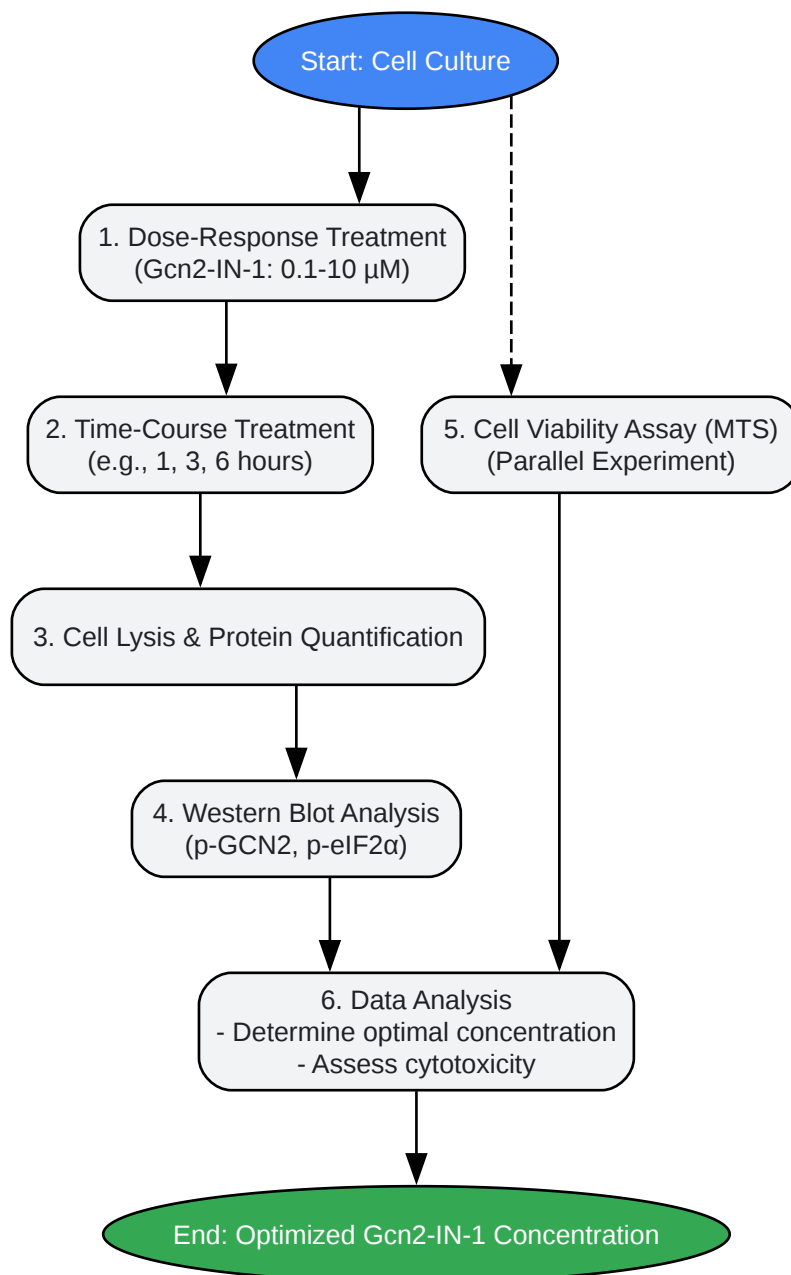 Start: Cell Culture
1. Dose-Response Treatment
(Gcn2-IN-1: 0.1-10 µM)
2. Time-Course Treatment
(e.g., 1, 3, 6 hours)
5. Cell Viability Assay (MTS)
(Parallel Experiment)
3. Cell Lysis & Protein Quantification
4. Western Blot Analysis
(p-GCN2, p-eIF2α)
6. Data Analysis
- Determine optimal concentration
- Assess cytotoxicity
End: Optimized Gcn2-IN-1 Concentration